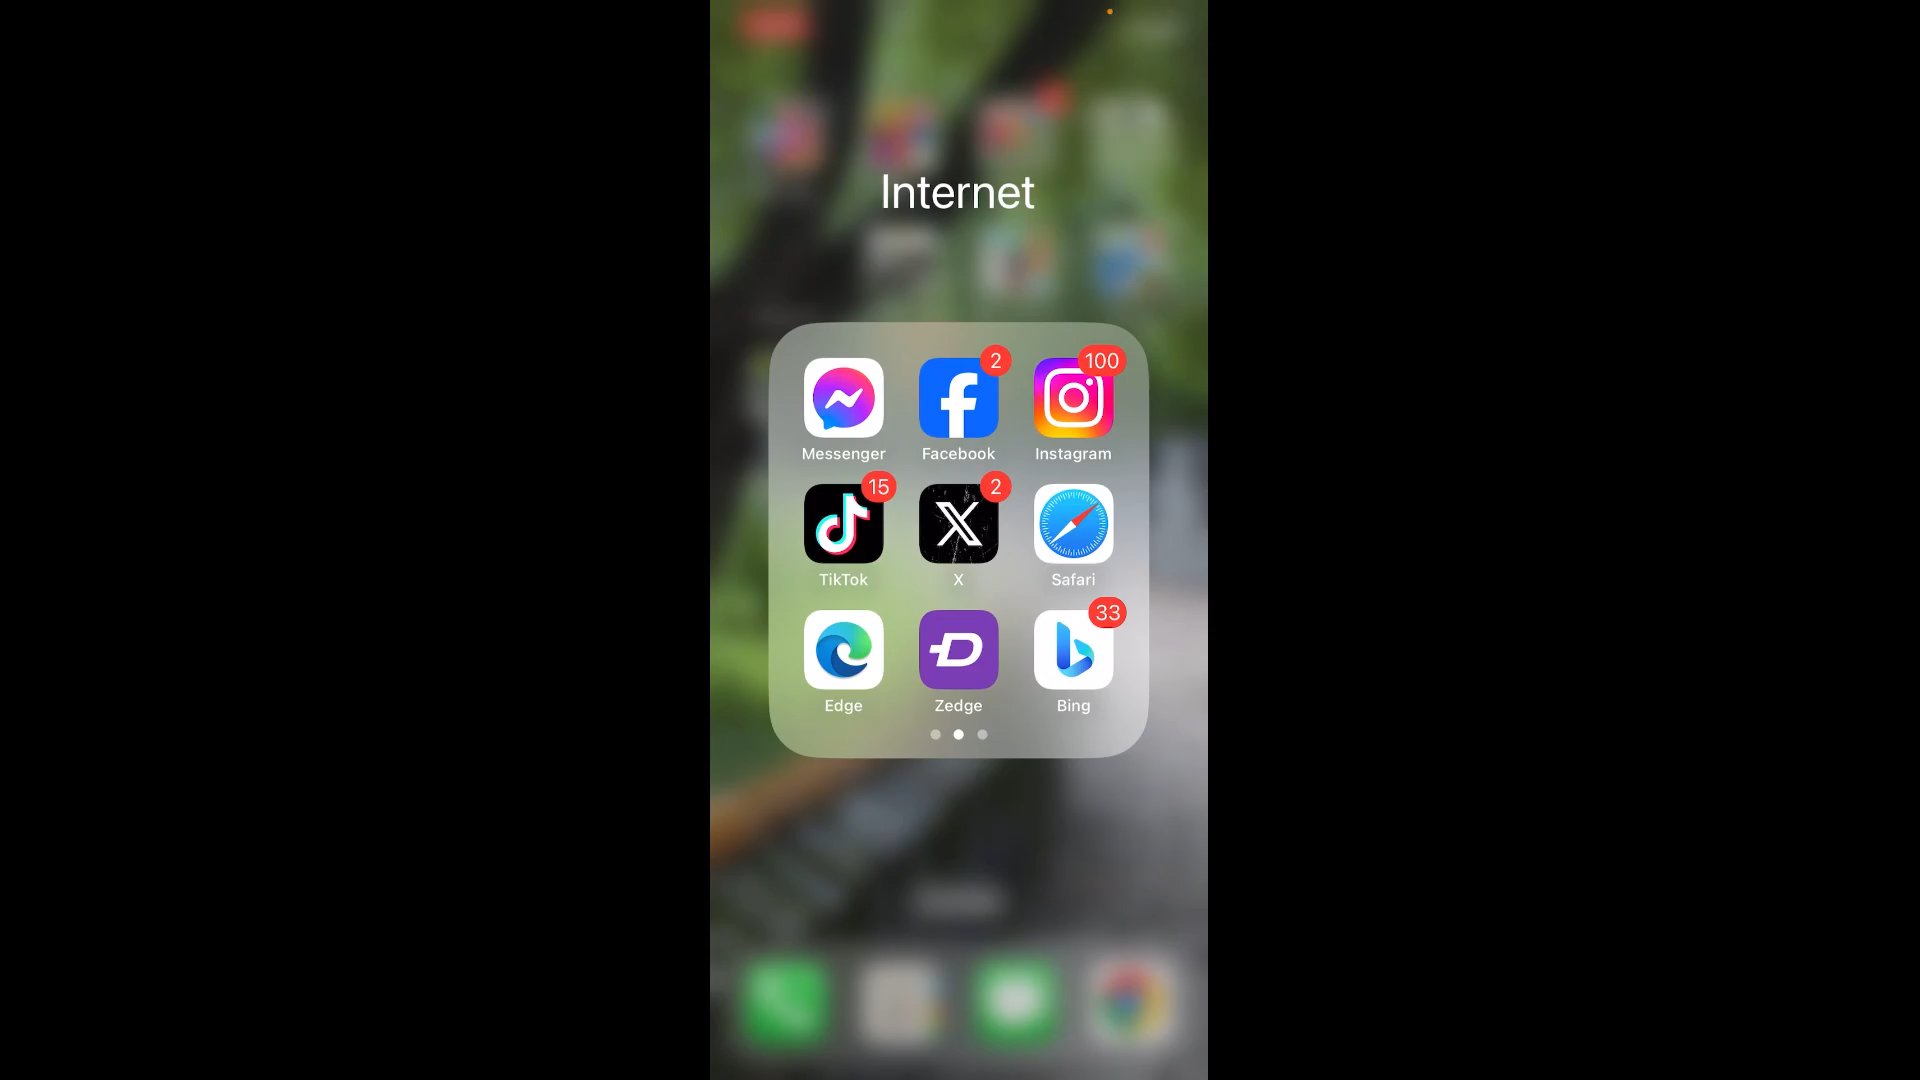 Internet
2
100
Messenger
Facebook
Instagram
15
2
TikTok
X
Safari
33
Edge
Zedge
Bing